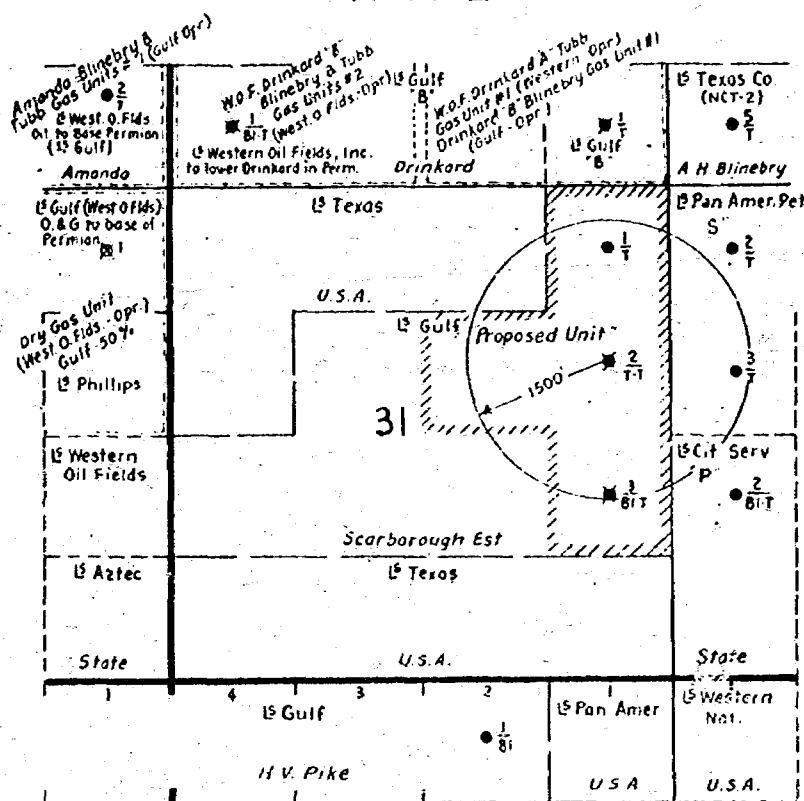 Amanda Blinebry &
Tubb Gas Units # 1 (Gulf Opr)
2
T
Ls West. O. Flds
Oil to Base Permian
(Ls Gulf)
Amanda
W.O.F. Drinkard "B"
Blinebry & Tubb
Gas Units #2
(West. O. Flds.-Opr)
1
BI-T
Ls Western Oil Fields, Inc.
to lower Drinkard in Perm.
Ls Gulf
"B"
Drinkard
W.O.F. Drinkard A-Tubb
Gas Unit #1 (Western Opr)
Drinkard "B" Blinebry Gas Unit #1
(Gulf-Opr)
1
T
Ls Gulf
"B"
Ls Texas Co.
(NCT-2)
5
T
A H. Blinebry
Ls Gulf (West O Flds)
O. & G to base of
Permian
1
Ls Texas
U.S.A.
1
T
Ls Pan Amer. Pet
S"
2
T
Dry Gas Unit
(West O. Flds.-Opr.)
Gulf-50%
Ls Phillips
Ls Gulf
Proposed Unit
2
T-T
1500'
3
T
31
Ls Western
Oil Fields
Ls Cit Serv
P
3
BI-T
2
BI-T
Scarborough Est
Ls Aztec
Ls Texas
State
U.S.A.
State
1
4
3
2
1
Ls Gulf
Ls Pan Amer
Ls Western
Nat.
1
BI
H V. Pike
U S A
U.S.A.